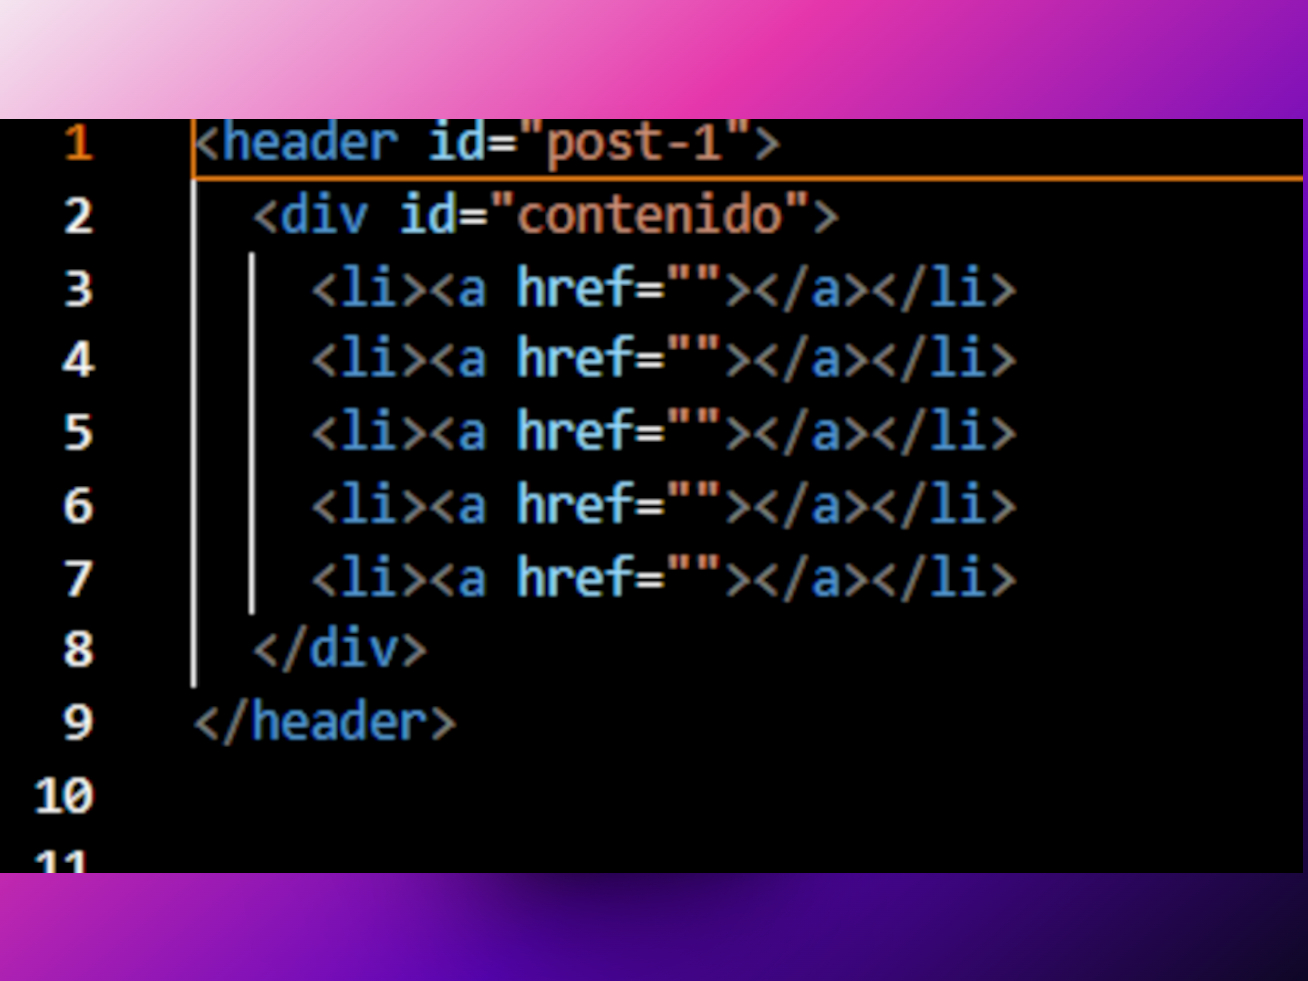 1 <header id="post-1">
2 <div id="contenido">
3 <li><a href=""></a></li>
4 <li><a href=""></a></li>
5 <li><a href=""></a></li>
6 <li><a href=""></a></li>
7 <li><a href=""></a></li>
8 </div>
9 </header>
10
11